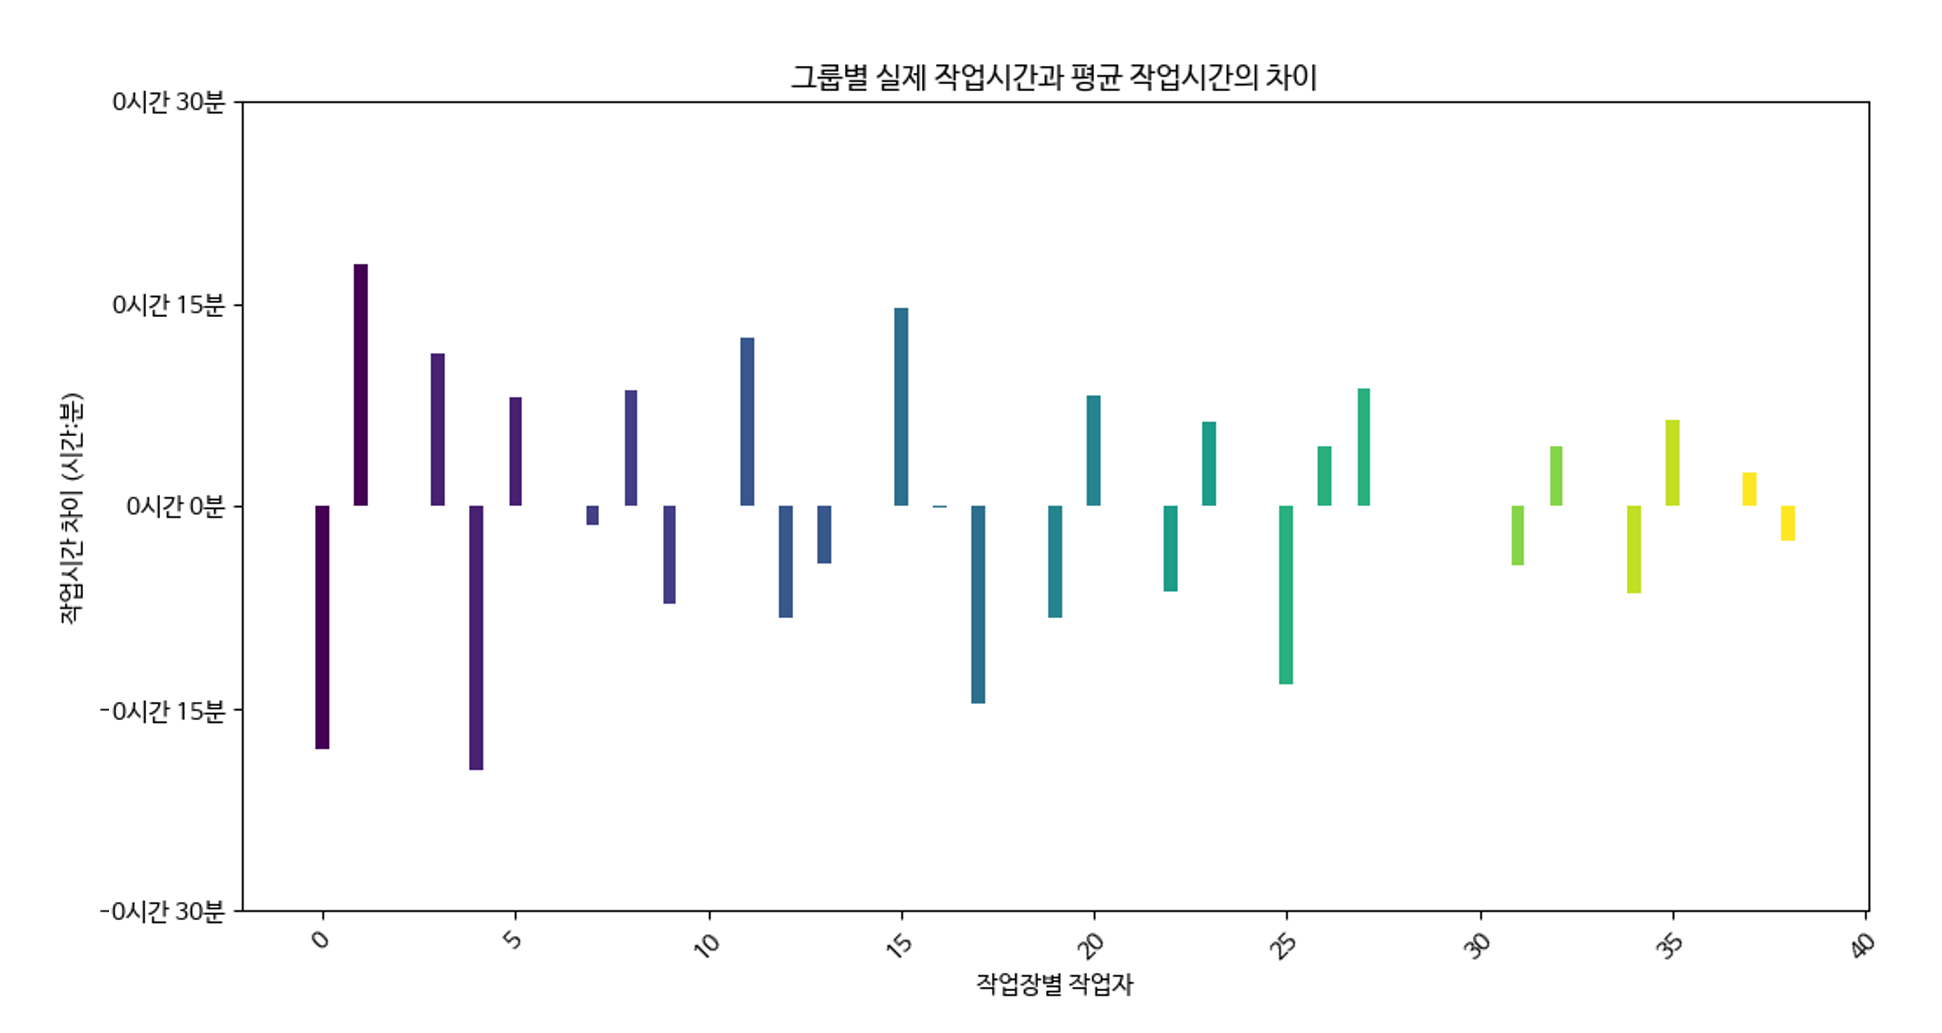 그룹별 실제 작업시간과 평균 작업시간의 차이
0시간 30분
0시간 15분
0시간 0분
-0시간 15분
-0시간 30분
작업시간 차이 (시간:분)
0 5 10 15 20 25 30 35 40
작업장별 작업자